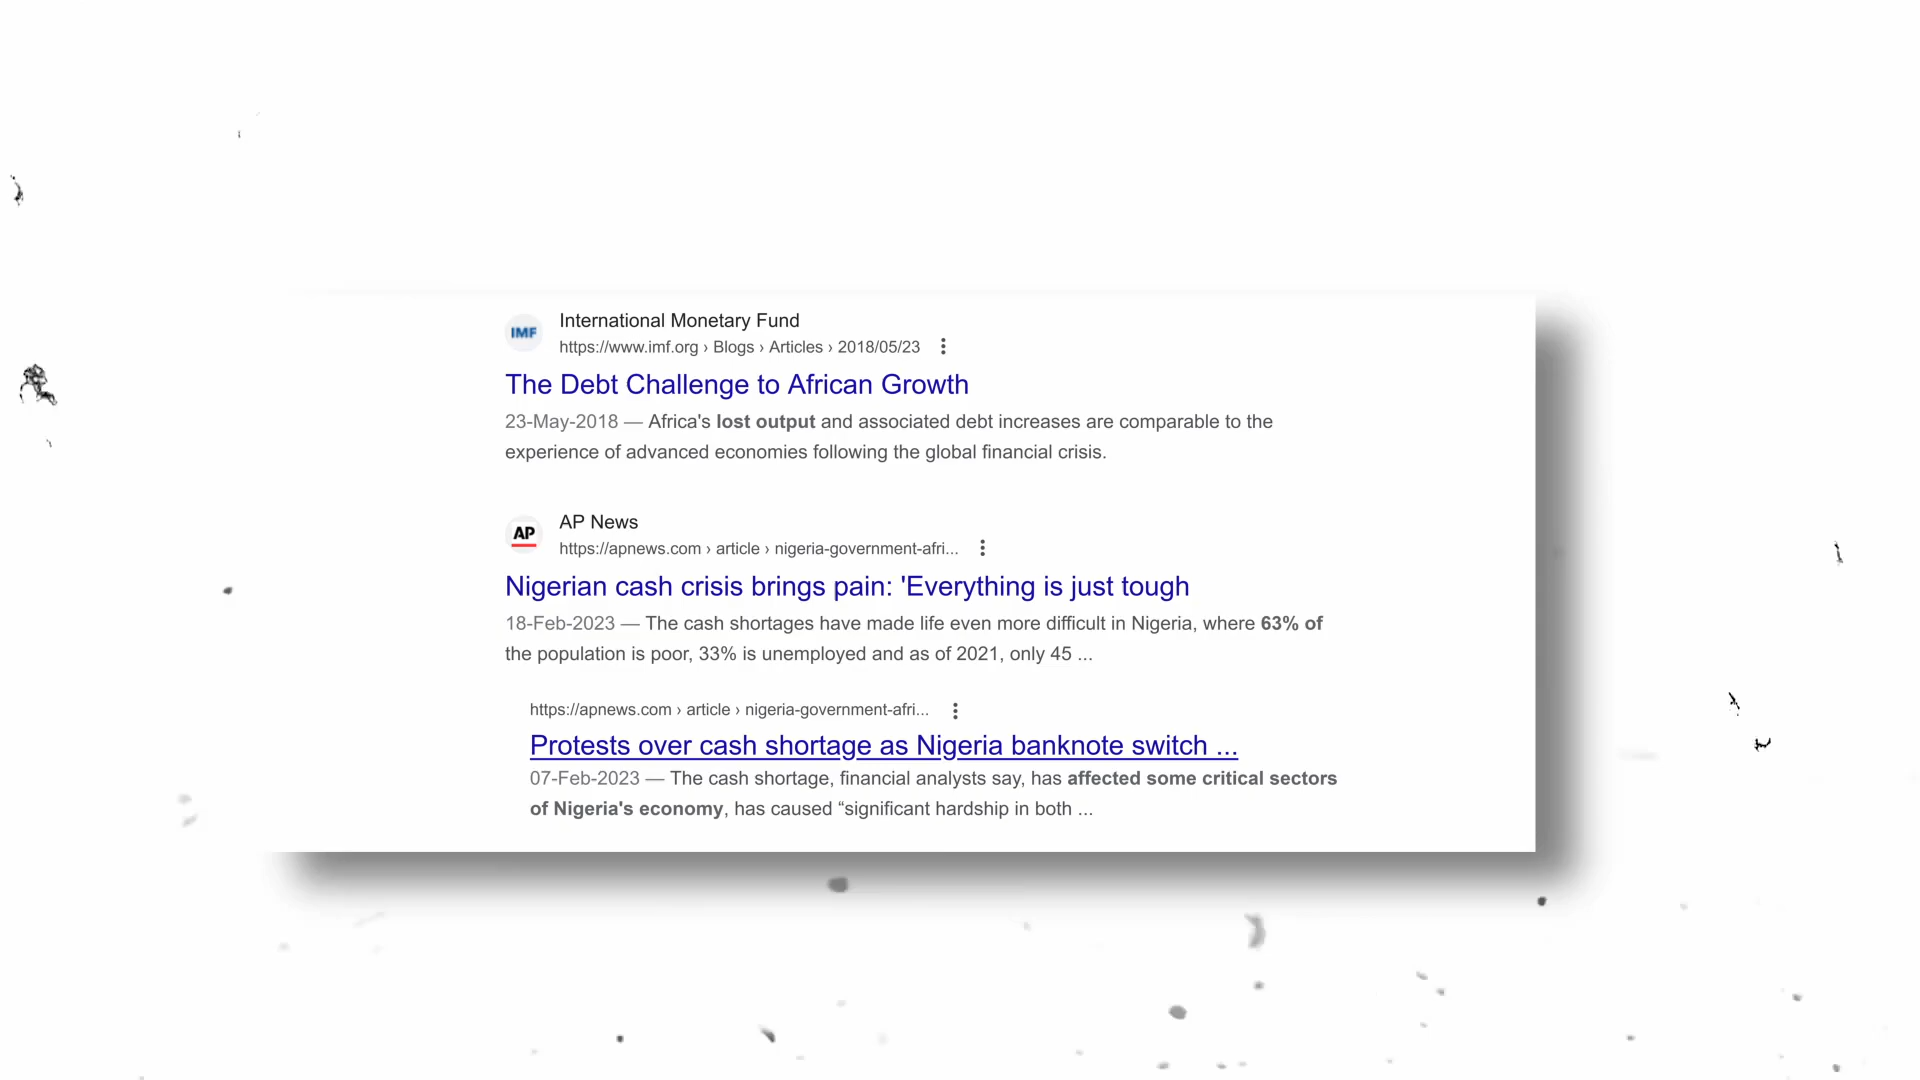 IMF
International Monetary Fund
https://www.imf.org › Blogs › Articles › 2018/05/23
The Debt Challenge to African Growth
23-May-2018 — Africa's lost output and associated debt increases are comparable to the
experience of advanced economies following the global financial crisis.
AP
AP News
https://apnews.com › article › nigeria-government-afri...
Nigerian cash crisis brings pain: 'Everything is just tough
18-Feb-2023 — The cash shortages have made life even more difficult in Nigeria, where 63% of
the population is poor, 33% is unemployed and as of 2021, only 45 ...
https://apnews.com › article › nigeria-government-afri...
Protests over cash shortage as Nigeria banknote switch ...
07-Feb-2023 — The cash shortage, financial analysts say, has affected some critical sectors
of Nigeria's economy, has caused “significant hardship in both ...